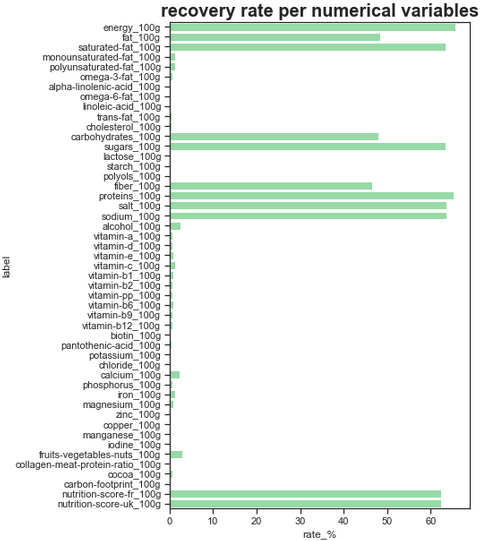 recovery rate per numerical variables
energy_100g
fat_100g
saturated-fat_100g
monounsaturated-fat_100g
polyunsaturated-fat_100g
omega-3-fat_100g
alpha-linolenic-acid_100g
omega-6-fat_100g
linoleic-acid_100g
trans-fat_100g
cholesterol_100g
carbohydrates_100g
sugars_100g
lactose_100g
starch_100g
polyols_100g
fiber_100g
proteins_100g
salt_100g
sodium_100g
alcohol_100g
vitamin-a_100g
vitamin-d_100g
vitamin-e_100g
vitamin-c_100g
vitamin-b1_100g
vitamin-b2_100g
vitamin-pp_100g
vitamin-b6_100g
vitamin-b9_100g
vitamin-b12_100g
biotin_100g
pantothenic-acid_100g
potassium_100g
chloride_100g
calcium_100g
phosphorus_100g
iron_100g
magnesium_100g
zinc_100g
copper_100g
manganese_100g
iodine_100g
fruits-vegetables-nuts_100g
collagen-meat-protein-ratio_100g
cocoa_100g
carbon-footprint_100g
nutrition-score-fr_100g
nutrition-score-uk_100g
label
0 10 20 30 40 50 60
rate_%